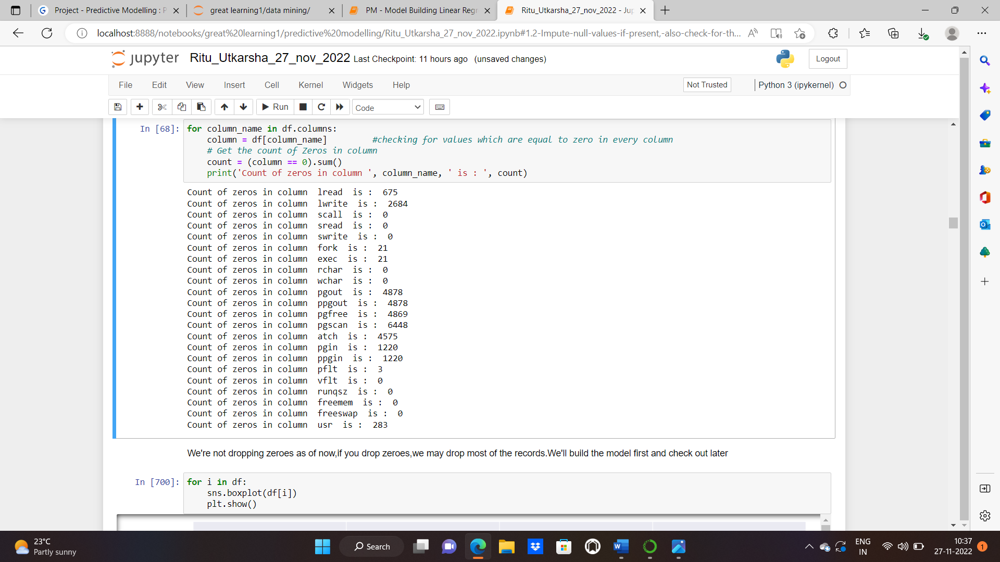 Project - Predictive Modelling : P
great learning1/data mining/
PM - Model Building Linear Regr
Ritu_Utkarsha_27_nov_2022 - Jup
localhost:8888/notebooks/great%20learning1/predictive%20modelling/Ritu_Utkarsha_27_nov_2022.ipynb#1.2-Impute-null-values-if-present,-also-check-for-th...
jupyter Ritu_Utkarsha_27_nov_2022 Last Checkpoint: 11 hours ago (unsaved changes)
Logout
File Edit View Insert Cell Kernel Widgets Help
Not Trusted
Python 3 (ipykernel)
Run
Code
In [68]: for column_name in df.columns:
    column = df[column_name]         #checking for values which are equal to zero in every column
    # Get the count of Zeros in column
    count = (column == 0).sum()
    print('Count of zeros in column ', column_name, ' is : ', count)
Count of zeros in column  lread  is :  675
Count of zeros in column  lwrite  is :  2684
Count of zeros in column  scall  is :  0
Count of zeros in column  sread  is :  0
Count of zeros in column  swrite  is :  0
Count of zeros in column  fork  is :  21
Count of zeros in column  exec  is :  21
Count of zeros in column  rchar  is :  0
Count of zeros in column  wchar  is :  0
Count of zeros in column  pgout  is :  4878
Count of zeros in column  ppgout  is :  4878
Count of zeros in column  pgfree  is :  4869
Count of zeros in column  pgscan  is :  6448
Count of zeros in column  atch  is :  4575
Count of zeros in column  pgin  is :  1220
Count of zeros in column  ppgin  is :  1220
Count of zeros in column  pflt  is :  3
Count of zeros in column  vflt  is :  0
Count of zeros in column  runqsz  is :  0
Count of zeros in column  freemem  is :  0
Count of zeros in column  freeswap  is :  0
Count of zeros in column  usr  is :  283
We're not dropping zeroes as of now,if you drop zeroes,we may drop most of the records.We'll build the model first and check out later
In [700]: for i in df:
    sns.boxplot(df[i])
    plt.show()
23°C
Partly sunny
Search
ENG
IN
10:37
27-11-2022
1